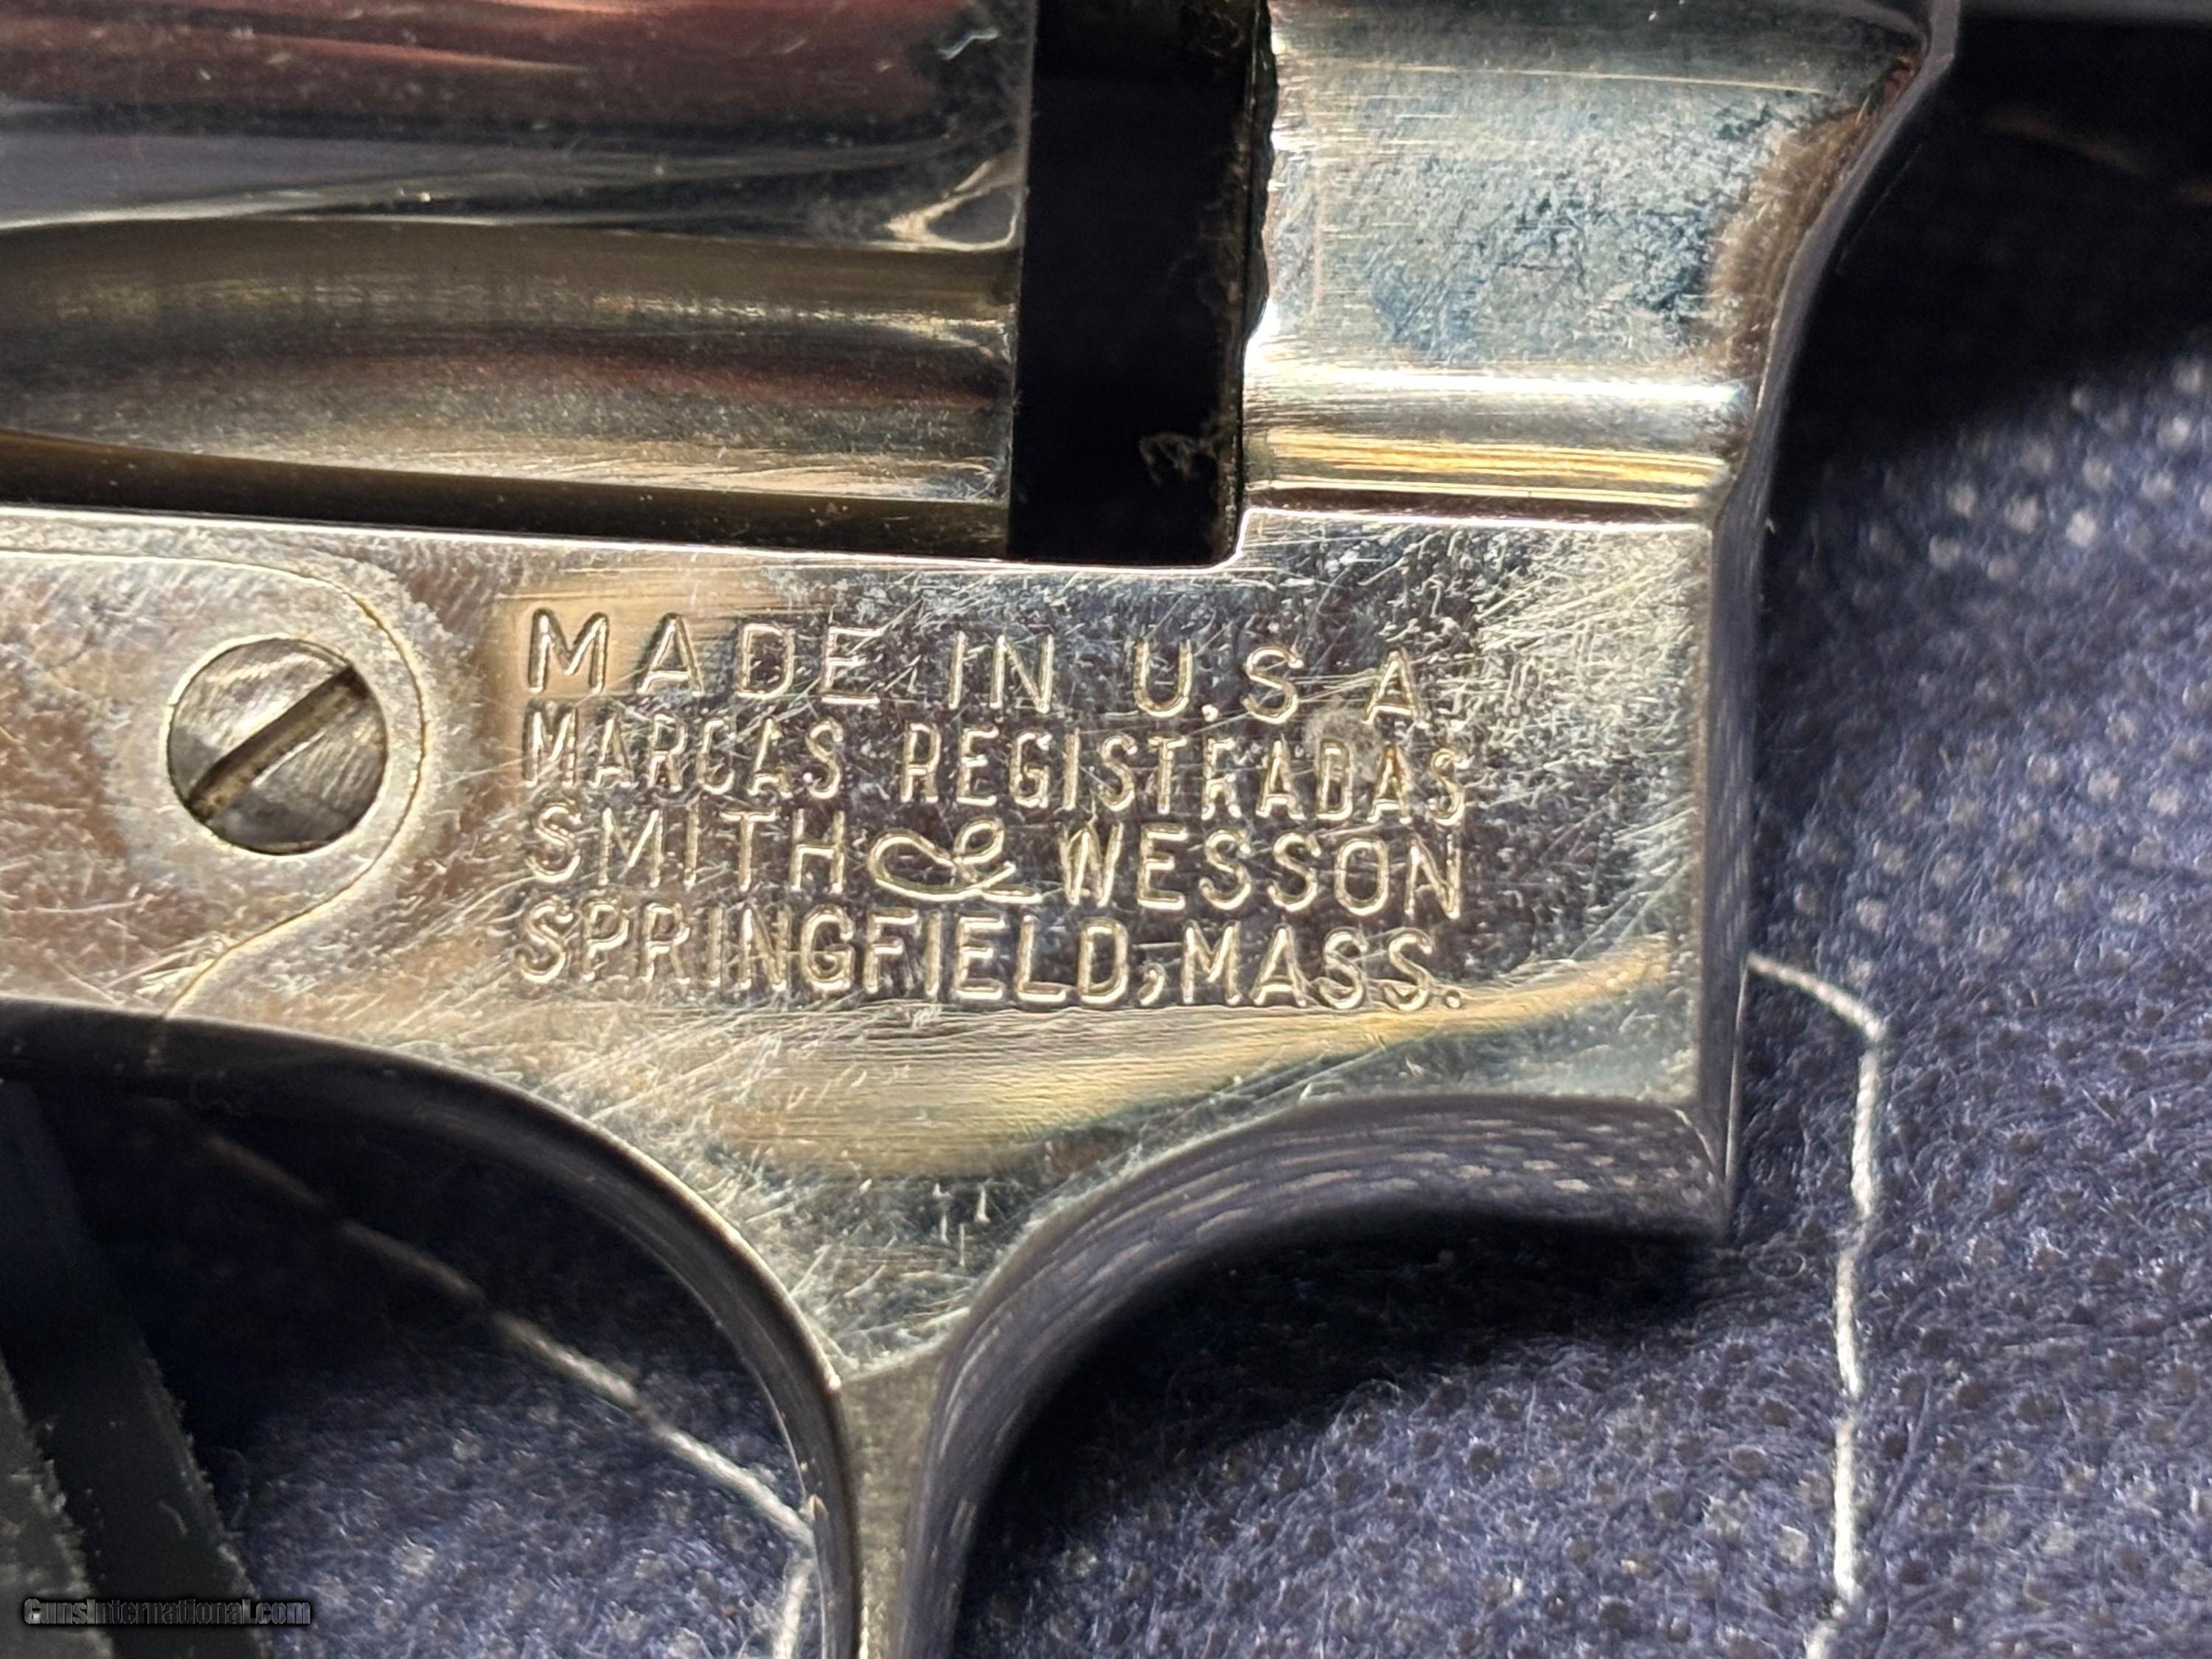 MADE IN U.S.A.
MARCAS REGISTRADAS
SMITH & WESSON
SPRINGFIELD, MASS.
GunsInternational.com